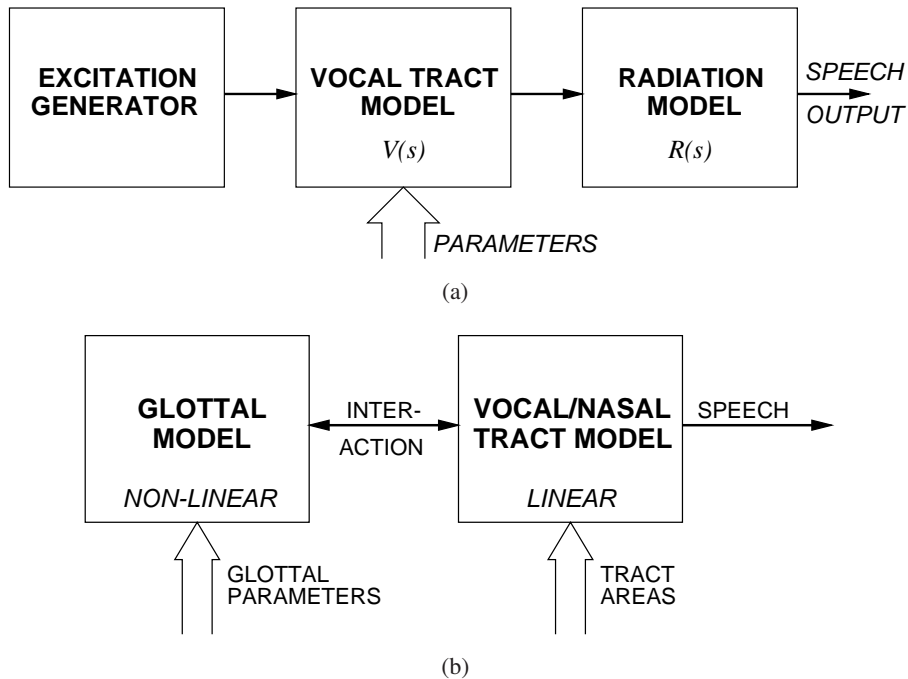 EXCITATION
GENERATOR
VOCAL TRACT
MODEL
V(s)
RADIATION
MODEL
R(s)
SPEECH
OUTPUT
PARAMETERS
(a)
GLOTTAL
MODEL
NON-LINEAR
INTER-
ACTION
VOCAL/NASAL
TRACT MODEL
LINEAR
SPEECH
GLOTTAL
PARAMETERS
TRACT
AREAS
(b)